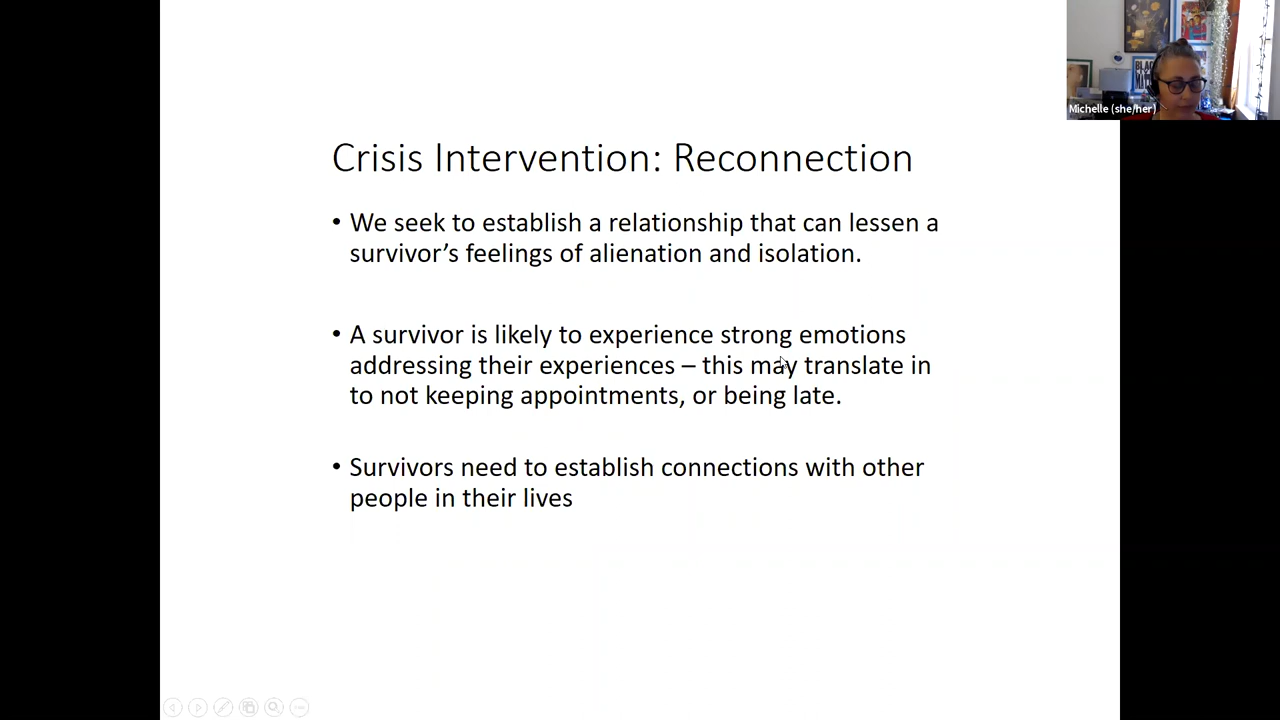 Michelle (she/her)
Crisis Intervention: Reconnection
• We seek to establish a relationship that can lessen a
survivor’s feelings of alienation and isolation.
• A survivor is likely to experience strong emotions
addressing their experiences – this may translate in
to not keeping appointments, or being late.
• Survivors need to establish connections with other
people in their lives